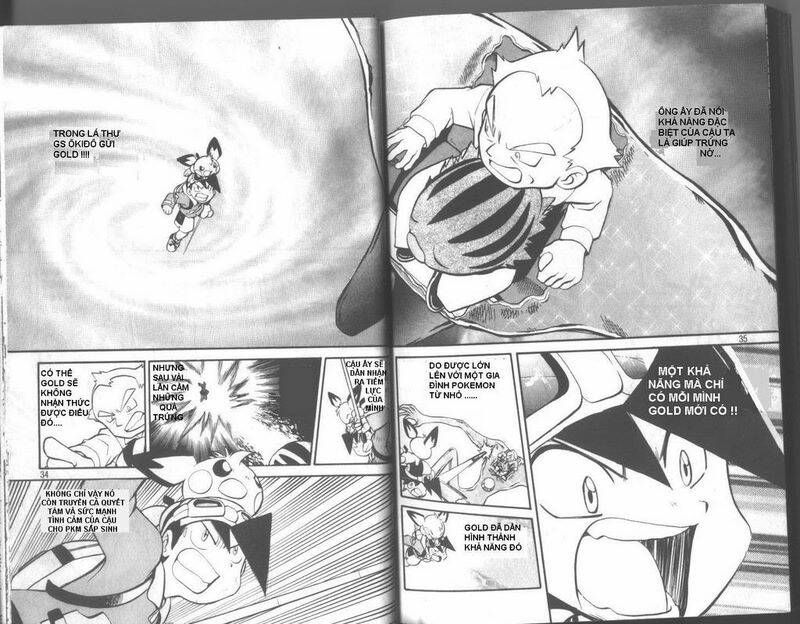 TRONG LÁ THƯ
GS ÔKIĐÔ GỬI
GOLD !!!!
CÓ THỂ
GOLD SẼ
KHÔNG
NHẬN THỨC
ĐƯỢC ĐIỀU
ĐÓ....
NHƯNG
SAU VÀI
LẦN CẦM
NHỮNG
QUẢ
TRỨNG
CẬU ẤY SẼ
DẦN NHẬN
RA TIỀM
LỰC
CỦA
MÌNH
34
KHÔNG CHỈ VẬY NÓ
CÒN TRUYỀN CẢ QUYẾT
TÂM VÀ SỨC MẠNH
TÌNH CẢM CỦA CẬU
CHO PKM SẮP SINH
ÔNG ẤY ĐÃ NÓI
KHẢ NĂNG ĐẶC
BIỆT CỦA CẬU TA
LÀ GIÚP TRỨNG
NỞ...
35
DO ĐƯỢC LỚN
LÊN VỚI MỘT GIA
ĐÌNH POKEMON
TỪ NHỎ ......
GOLD ĐÃ DẦN
HÌNH THÀNH
KHẢ NĂNG ĐÓ
MỘT KHẢ
NĂNG MÀ CHỈ
CÓ MỖI MÌNH
GOLD MỚI CÓ !!